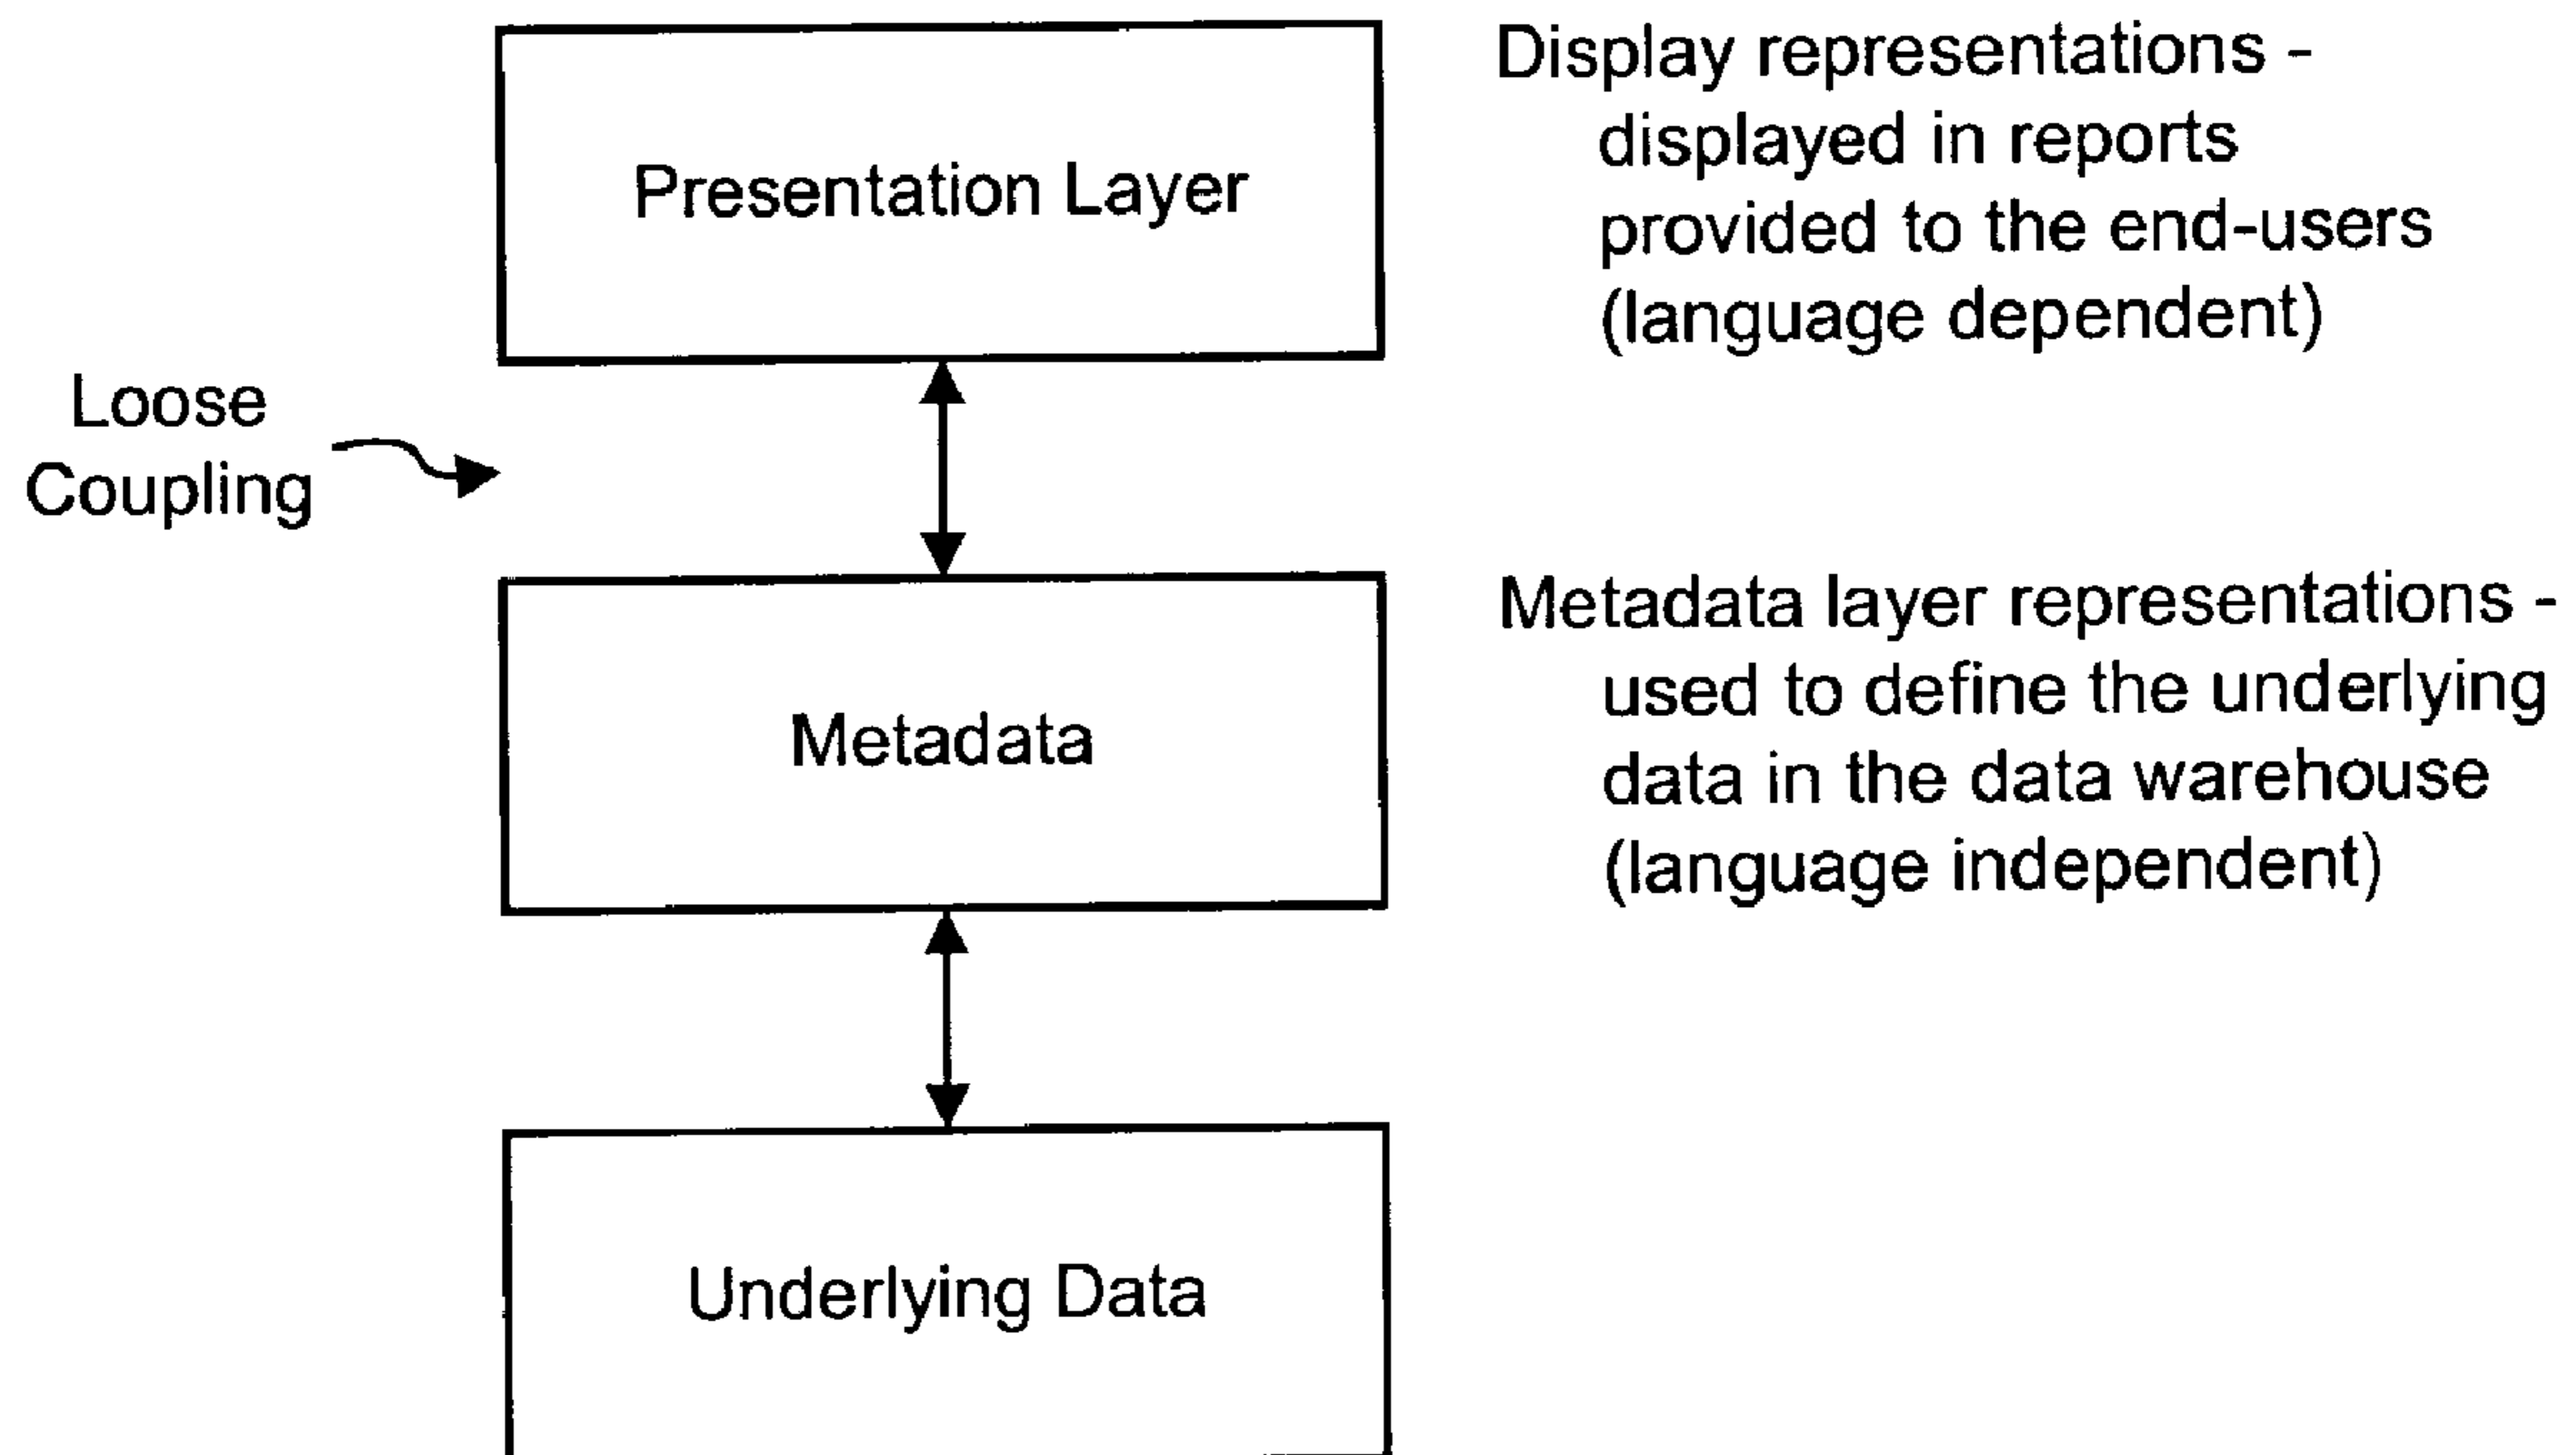 Presentation Layer
Display representations -
displayed in reports
provided to the end-users
(language dependent)
Loose
Coupling
Metadata
Metadata layer representations -
used to define the underlying
data in the data warehouse
(language independent)
Underlying Data